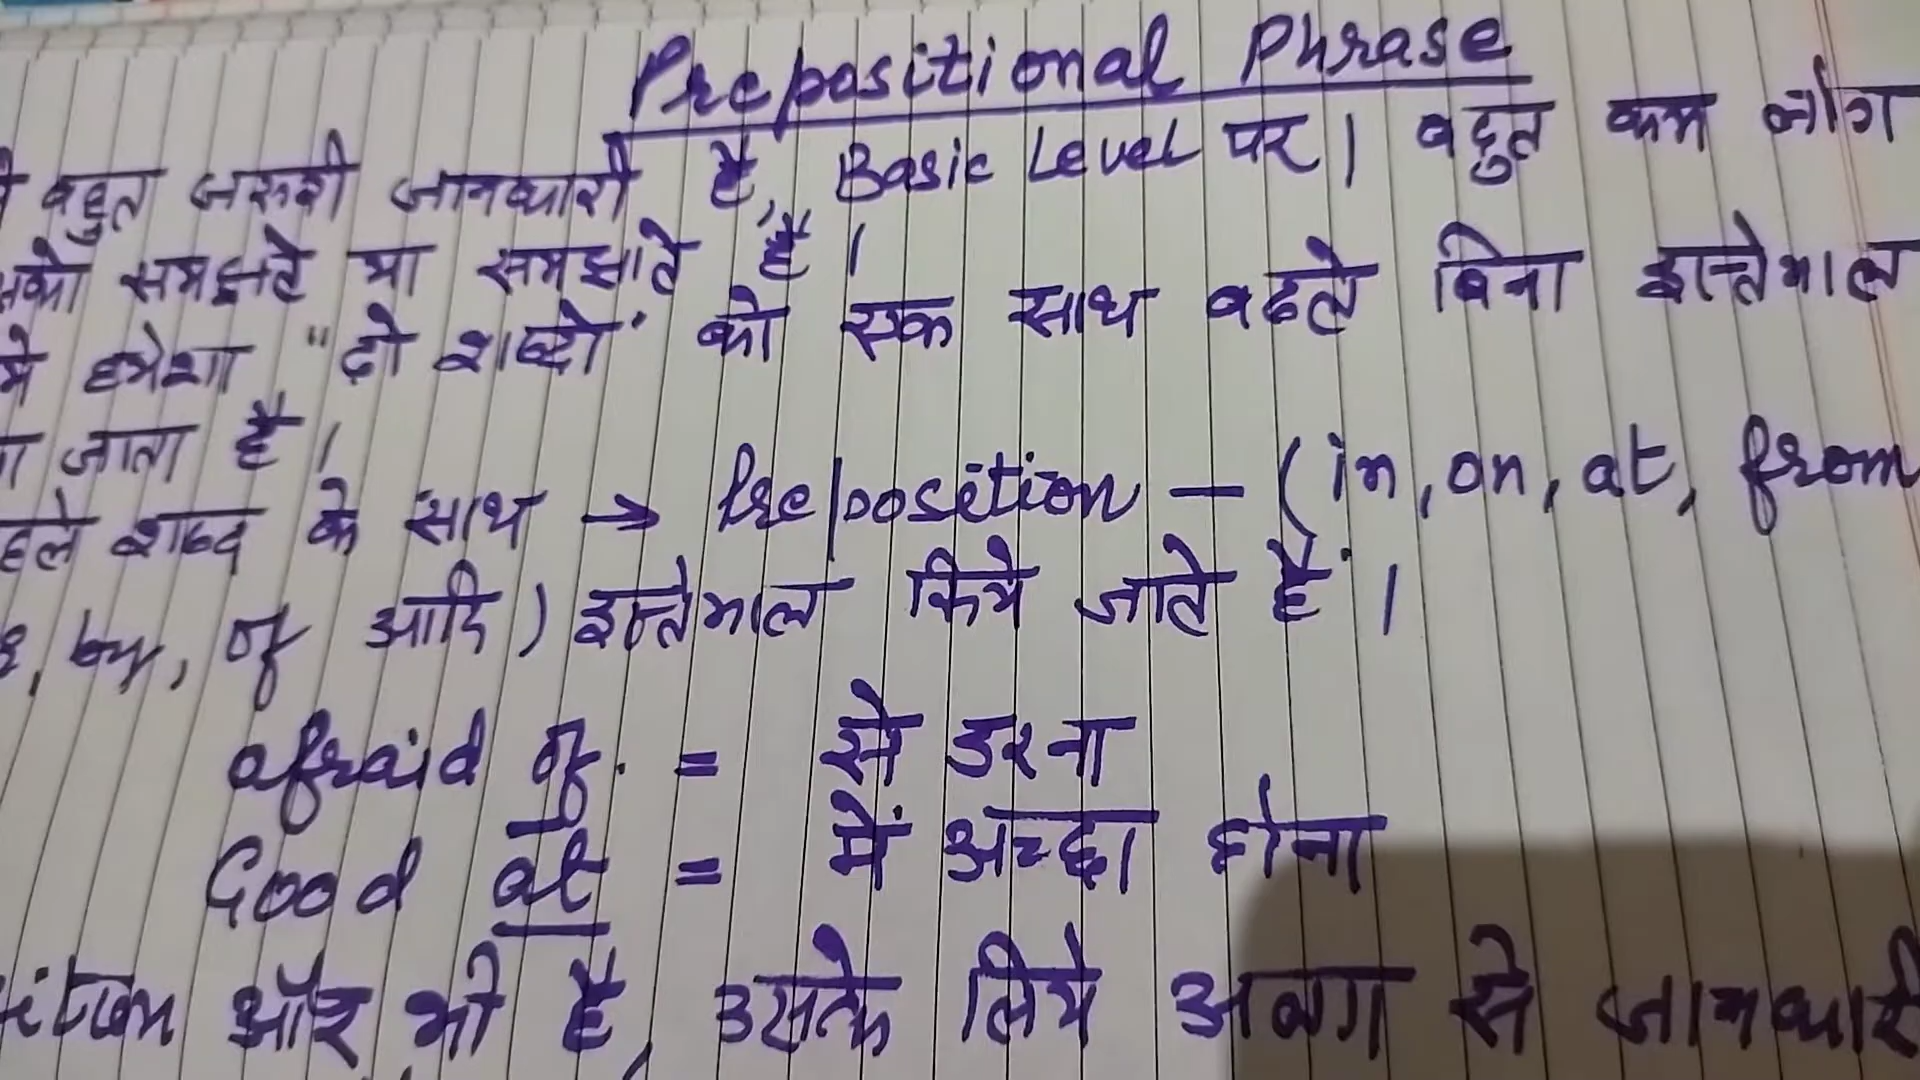 Prepositional Phrase
बहुत जरुरी जानकारी है, Basic Level पर। बहुत कम लोग
समझते या समझाते है।
मे हमेशा "दो शब्दो" को एक साथ बदले बिना इस्तेमाल
जाता है।
शब्द के साथ → Preposition - (in, on, at, from
, by, of आदि) इस्तेमाल किये जाते है।
afraid of = से डरना
Good at = में अच्छा होना
और भी है, उसके लिये अलग से जानकारी